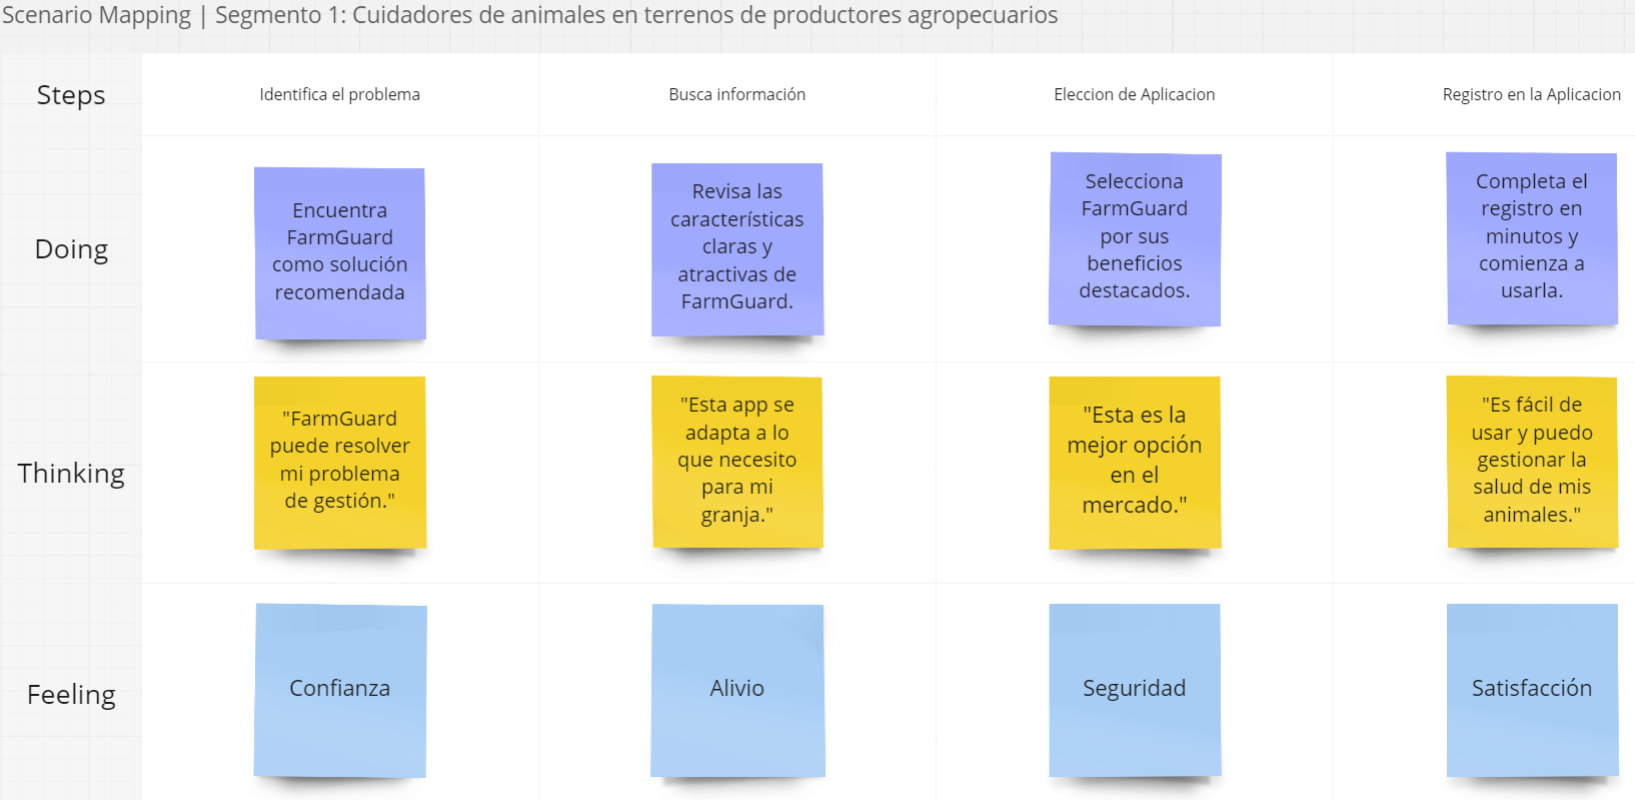 Scenario Mapping | Segmento 1: Cuidadores de animales en terrenos de productores agropecuarios
Steps
Identifica el problema
Busca información
Eleccion de Aplicacion
Registro en la Aplicacion
Doing
Encuentra
FarmGuard
como solución
recomendada
Revisa las
características
claras y
atractivas de
FarmGuard.
Selecciona
FarmGuard
por sus
beneficios
destacados.
Completa el
registro en
minutos y
comienza a
usarla.
Thinking
"FarmGuard
puede resolver
mi problema
de gestión."
"Esta app se
adapta a lo
que necesito
para mi
granja."
"Esta es la
mejor opción
en el
mercado."
"Es fácil de
usar y puedo
gestionar la
salud de mis
animales."
Feeling
Confianza
Alivio
Seguridad
Satisfacción